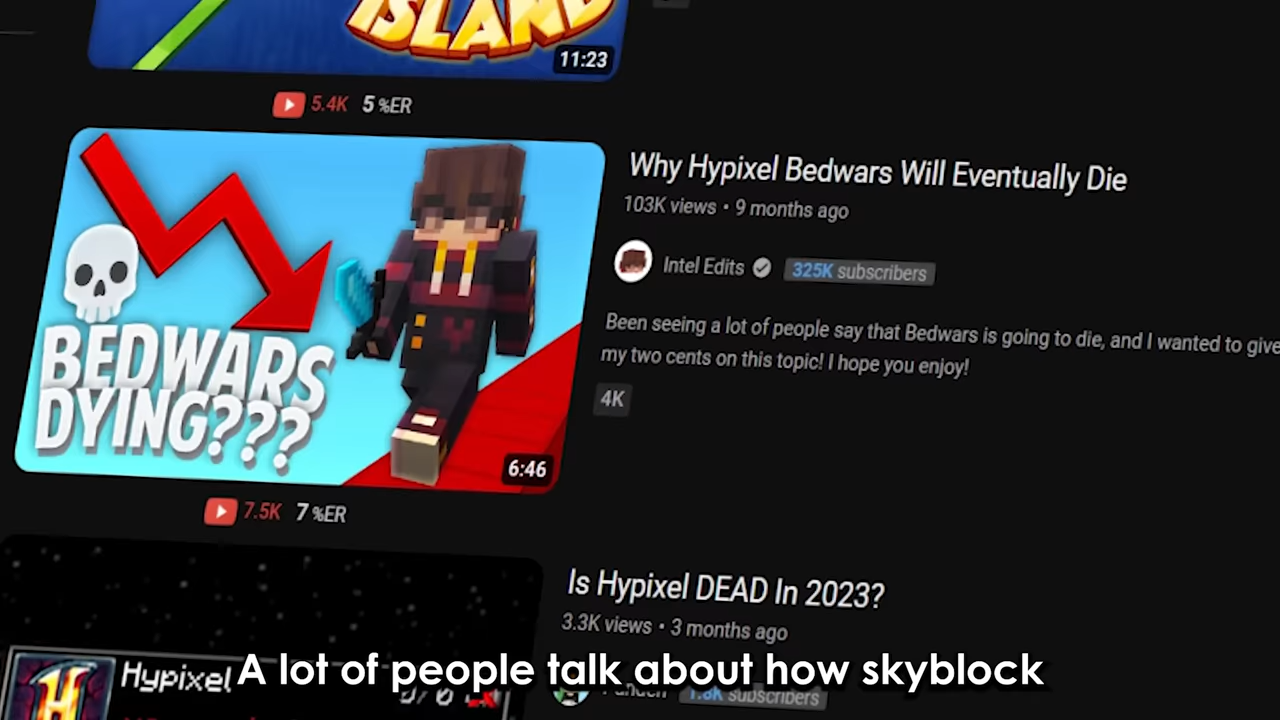 ISLAND
11:23
5.4K 5 %ER
BEDWARS
DYING???
6:46
Why Hypixel Bedwars Will Eventually Die
103K views • 9 months ago
Intel Edits
325K subscribers
Been seeing a lot of people say that Bedwars is going to die, and I wanted to give
my two cents on this topic! I hope you enjoy!
4K
7.5K 7 %ER
Is Hypixel DEAD In 2023?
3.3K views • 3 months ago
Hypixel
subscribers
A lot of people talk about how skyblock